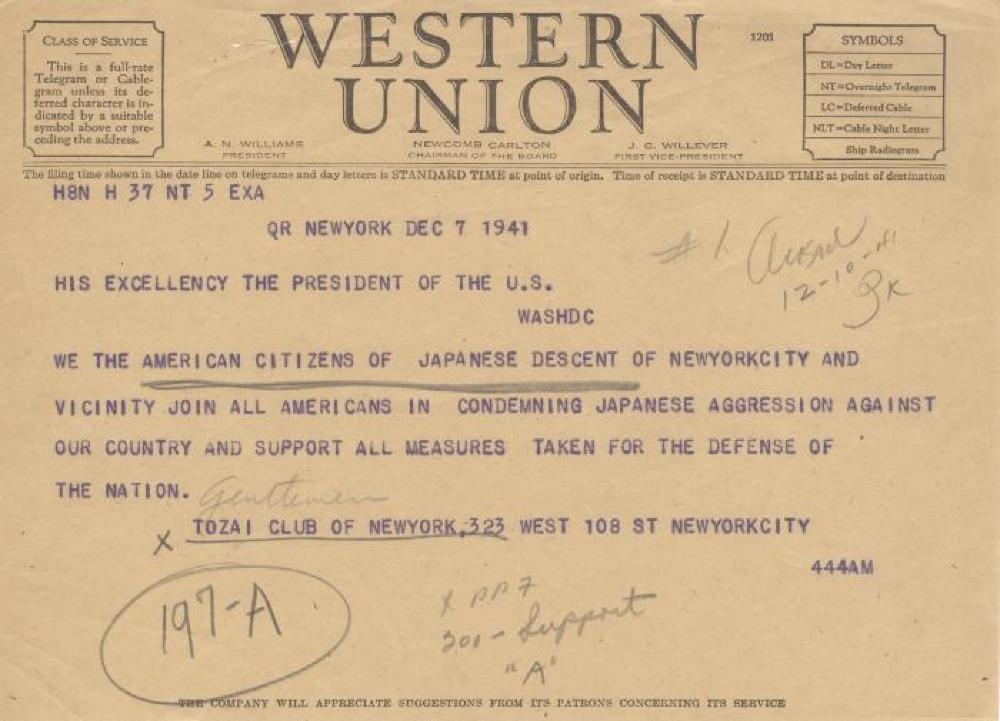 CLASS OF SERVICE
This is a full-rate
Telegram or Cable-
gram unless its de-
ferred character is in-
dicated by a suitable
symbol above or pre-
ceding the address.
WESTERN
UNION
1201
A. N. WILLIAMS
PRESIDENT
NEWCOMB CARLTON
CHAIRMAN OF THE BOARD
J. C. WILLEVER
FIRST VICE-PRESIDENT
SYMBOLS
DL=Day Letter
NT=Overnight Telegram
LC=Deferred Cable
NLT=Cable Night Letter
Ship Radiogram
The filing time shown in the date line on telegrams and day letters is STANDARD TIME at point of origin. Time of receipt is STANDARD TIME at point of destination
H8N H 37 NT 5 EXA
QR NEWYORK DEC 7 1941
# 1
12-10-41
HIS EXCELLENCY THE PRESIDENT OF THE U.S.
WASHDC
WE THE AMERICAN CITIZENS OF JAPANESE DESCENT OF NEWYORKCITY AND
VICINITY JOIN ALL AMERICANS IN CONDEMNING JAPANESE AGGRESSION AGAINST
OUR COUNTRY AND SUPPORT ALL MEASURES TAKEN FOR THE DEFENSE OF
THE NATION. Gentlemen
x TOZAI CLUB OF NEWYORK,323 WEST 108 ST NEWYORKCITY
444AM
197-A
x PP7
200-Support
"A"
THE COMPANY WILL APPRECIATE SUGGESTIONS FROM ITS PATRONS CONCERNING ITS SERVICE